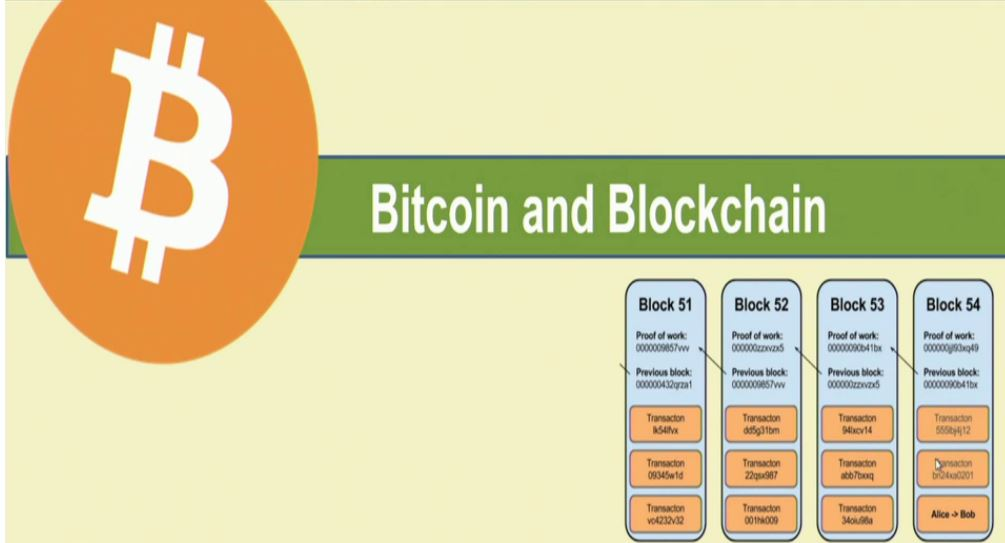 Bitcoin and Blockchain
Block 51
Proof of work:
0000009857vvv
Previous block:
000000432qrza1
Transacton
lk54lfvx
Transacton
09345w1d
Transacton
vc4232v32
Block 52
Proof of work:
000000zzxvzx5
Previous block:
0000009857vvv
Transacton
dd5g31bm
Transacton
22qsx987
Transacton
001hk009
Block 53
Proof of work:
00000090b41bx
Previous block:
000000zzxvzx5
Transacton
94lxcv14
Transacton
abb7bxxq
Transacton
34oiu98a
Block 54
Proof of work:
000000jjl93xq49
Previous block:
00000090b41bx
Transacton
555lbj4j12
Transacton
bn24xa0201
Alice -> Bob